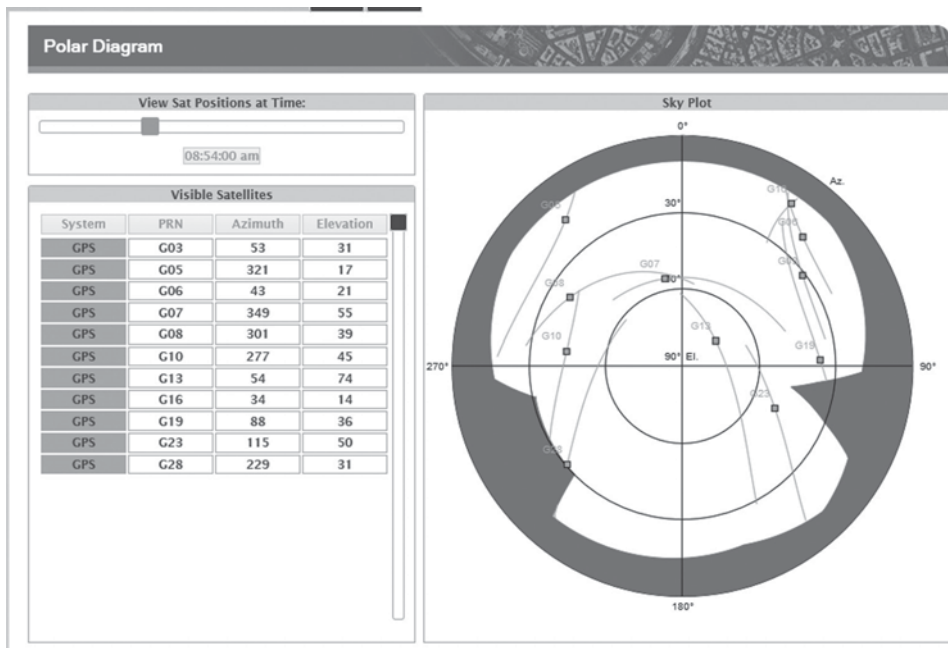 Polar Diagram
View Sat Positions at Time:
08:54:00 am
Visible Satellites
System PRN Azimuth Elevation
GPS G03 53 31
GPS G05 321 17
GPS G06 43 21
GPS G07 349 55
GPS G08 301 39
GPS G10 277 45
GPS G13 54 74
GPS G16 34 14
GPS G19 88 36
GPS G23 115 50
GPS G28 229 31
Sky Plot
0°
Az.
G16
G05
30°
G06
G07
G03
G08
G13
G10
G19
90° El.
270°
90°
G23
G28
180°